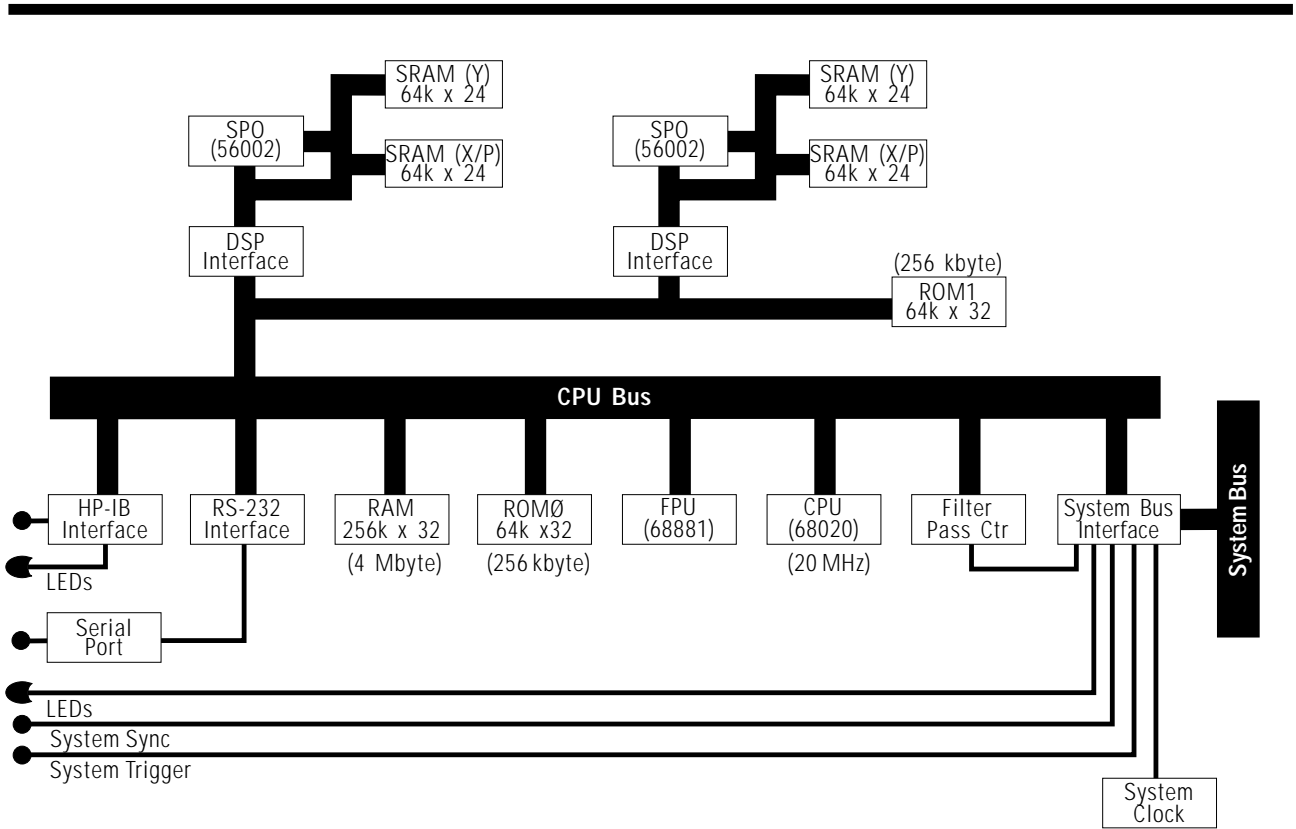 SRAM (Y)
64k x 24
SPO
(56002)
SRAM (X/P)
64k x 24
DSP
Interface
SRAM (Y)
64k x 24
SPO
(56002)
SRAM (X/P)
64k x 24
DSP
Interface
(256 kbyte)
ROM1
64k x 32
CPU Bus
System Bus
HP-IB
Interface
RS-232
Interface
RAM
256k x 32
(4 Mbyte)
ROMØ
64k x32
(256 kbyte)
FPU
(68881)
CPU
(68020)
(20 MHz)
Filter
Pass Ctr
System Bus
Interface
LEDs
Serial
Port
LEDs
System Sync
System Trigger
System
Clock